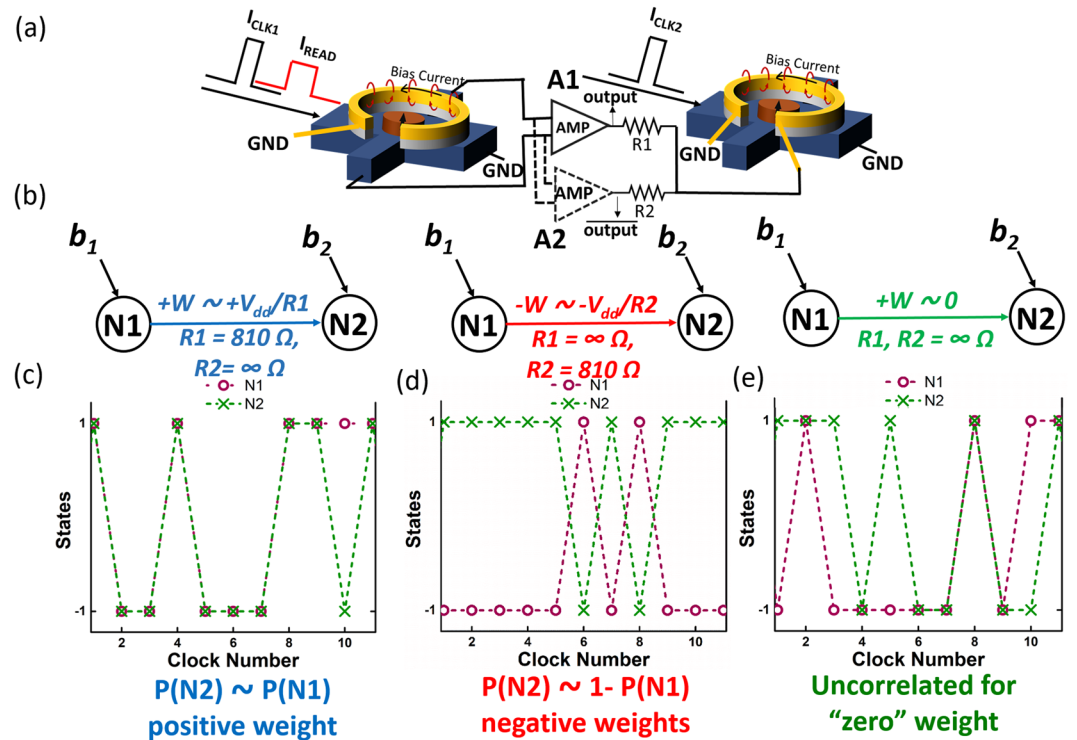 (a)
I_CLK1
I_READ
Bias Current
GND
GND
A1
output
AMP
R1
AMP
R2
A2
output
I_CLK2
Bias Current
GND
GND
(b)
b₁
b₂
N1
+W ~ +V_dd/R1
R1 = 810 Ω,
R2= ∞ Ω
N2
b₁
b₂
N1
-W ~ -V_dd/R2
R1 = ∞ Ω,
R2 = 810 Ω
N2
b₁
b₂
N1
+W ~ 0
R1, R2 = ∞ Ω
N2
(c)
N1
N2
States
1
-1
2 4 6 8 10
Clock Number
P(N2) ~ P(N1)
positive weight
(d)
N1
N2
States
1
-1
2 4 6 8 10
Clock Number
P(N2) ~ 1- P(N1)
negative weights
(e)
N1
N2
States
1
-1
2 4 6 8 10
Clock Number
Uncorrelated for
“zero” weight